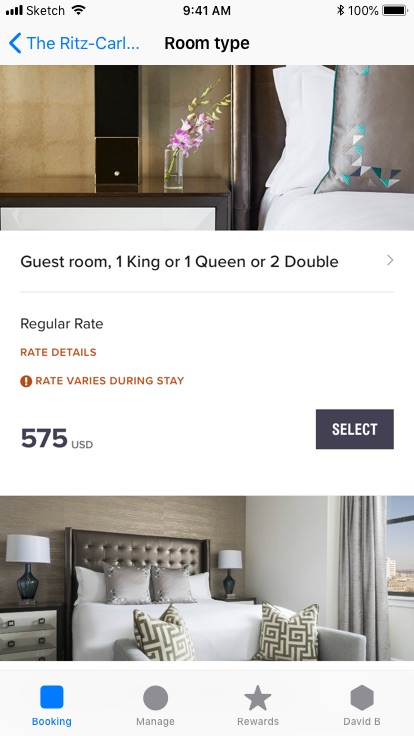 Sketch 9:41 AM 100%
The Ritz-Carl... Room type
Guest room, 1 King or 1 Queen or 2 Double
Regular Rate
RATE DETAILS
RATE VARIES DURING STAY
575 USD
SELECT
Booking Manage Rewards David B